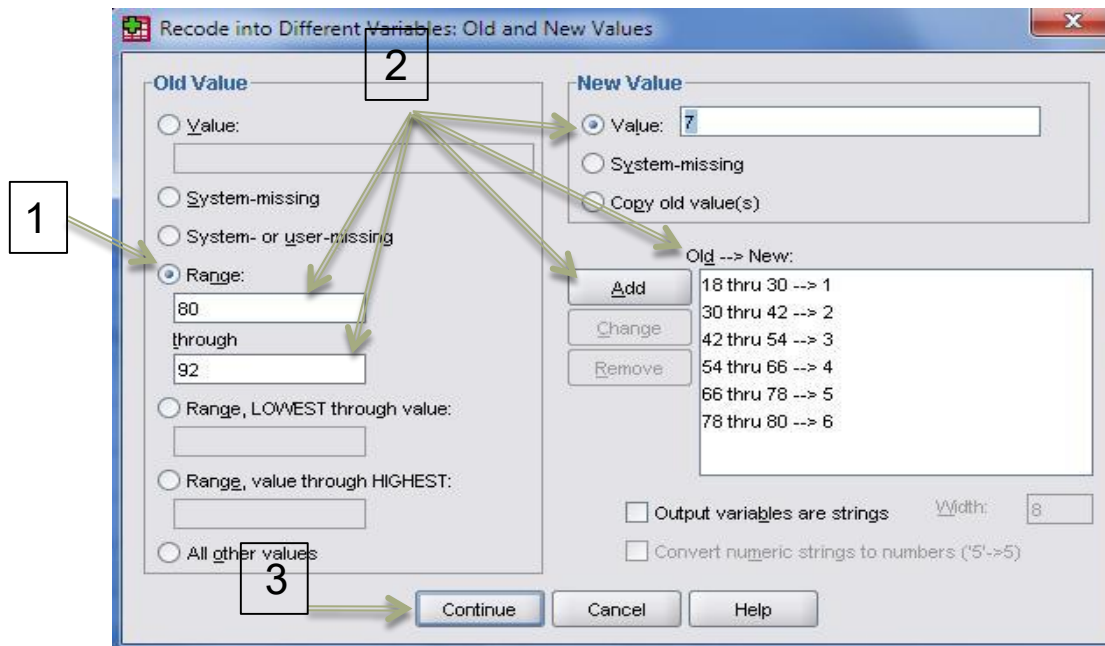 Recode into Different Variables: Old and New Values
2
Old Value
Value:
System-missing
System- or user-missing
1
Range:
80
through
92
Range, LOWEST through value:
Range, value through HIGHEST:
All other values
New Value
Value: 7
System-missing
Copy old value(s)
Old --> New:
Add
Change
Remove
18 thru 30 --> 1
30 thru 42 --> 2
42 thru 54 --> 3
54 thru 66 --> 4
66 thru 78 --> 5
78 thru 80 --> 6
Output variables are strings Width: 8
Convert numeric strings to numbers ('5'->5)
3
Continue Cancel Help